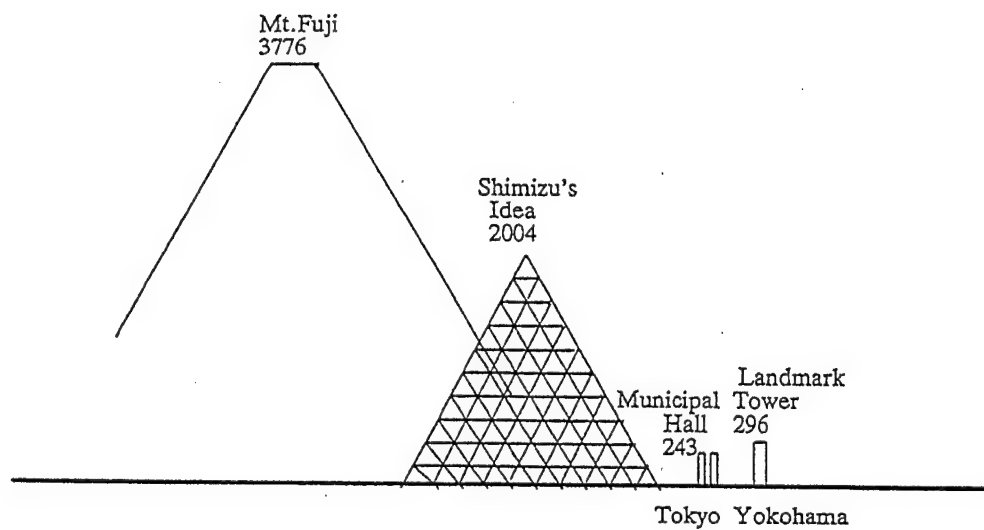 Mt.Fuji
3776
Shimizu's
Idea
2004
Municipal
Hall
243
Landmark
Tower
296
Tokyo
Yokohama